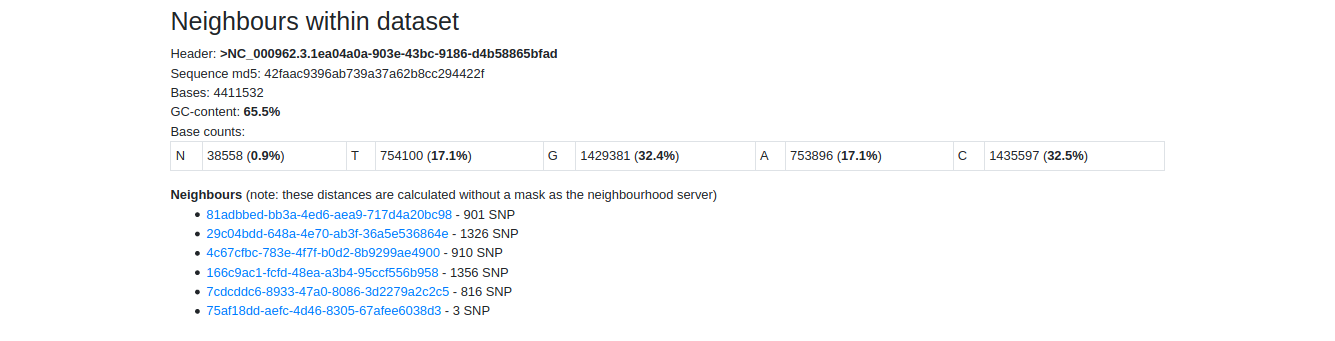 Neighbours within dataset
Header: >NC_000962.3.1ea04a0a-903e-43bc-9186-d4b58865bfad
Sequence md5: 42faac9396ab739a37a62b8cc294422f
Bases: 4411532
GC-content: 65.5%
Base counts:
N 38558 (0.9%) T 754100 (17.1%) G 1429381 (32.4%) A 753896 (17.1%) C 1435597 (32.5%)
Neighbours (note: these distances are calculated without a mask as the neighbourhood server)
• 81adbbed-bb3a-4ed6-aea9-717d4a20bc98 - 901 SNP
• 29c04bdd-648a-4e70-ab3f-36a5e536864e - 1326 SNP
• 4c67cfbc-783e-4f7f-b0d2-8b9299ae4900 - 910 SNP
• 166c9ac1-fcfd-48ea-a3b4-95ccf556b958 - 1356 SNP
• 7cdcddc6-8933-47a0-8086-3d2279a2c2c5 - 816 SNP
• 75af18dd-aefc-4d46-8305-67afee6038d3 - 3 SNP